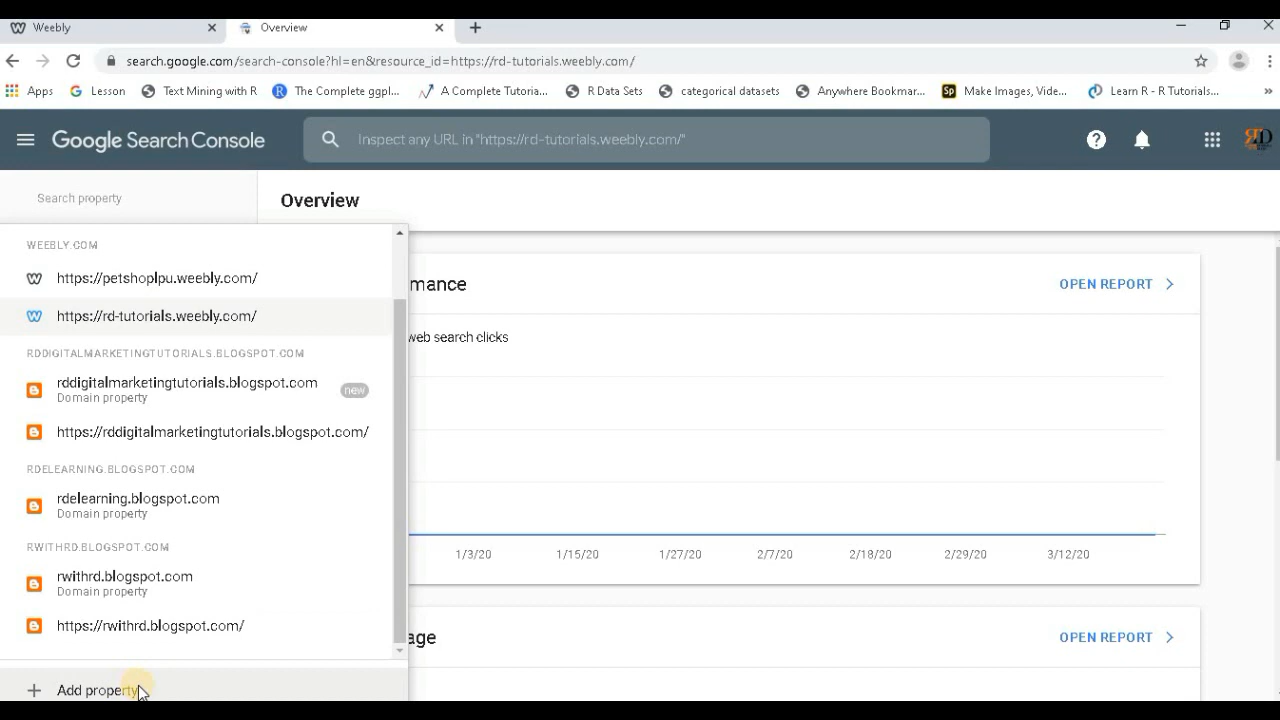 Weebly
Overview
search.google.com/search-console?hl=en&resource_id=https://rd-tutorials.weebly.com/
Apps
Lesson
Text Mining with R
The Complete ggpl...
A Complete Tutoria...
R Data Sets
categorical datasets
Anywhere Bookmar...
Make Images, Vide...
Learn R - R Tutorials...
Google Search Console
Inspect any URL in "https://rd-tutorials.weebly.com/"
Search property
Overview
WEEBLY.COM
https://petshoplpu.weebly.com/
https://rd-tutorials.weebly.com/
RDDIGITALMARKETINGTUTORIALS.BLOGSPOT.COM
rddigitalmarketingtutorials.blogspot.com
Domain property
new
https://rddigitalmarketingtutorials.blogspot.com/
RDELEARNING.BLOGSPOT.COM
rdelearning.blogspot.com
Domain property
RWITHRD.BLOGSPOT.COM
rwithrd.blogspot.com
Domain property
https://rwithrd.blogspot.com/
Add property
mance
OPEN REPORT
web search clicks
1/3/20 1/15/20 1/27/20 2/7/20 2/18/20 2/29/20 3/12/20
age
OPEN REPORT